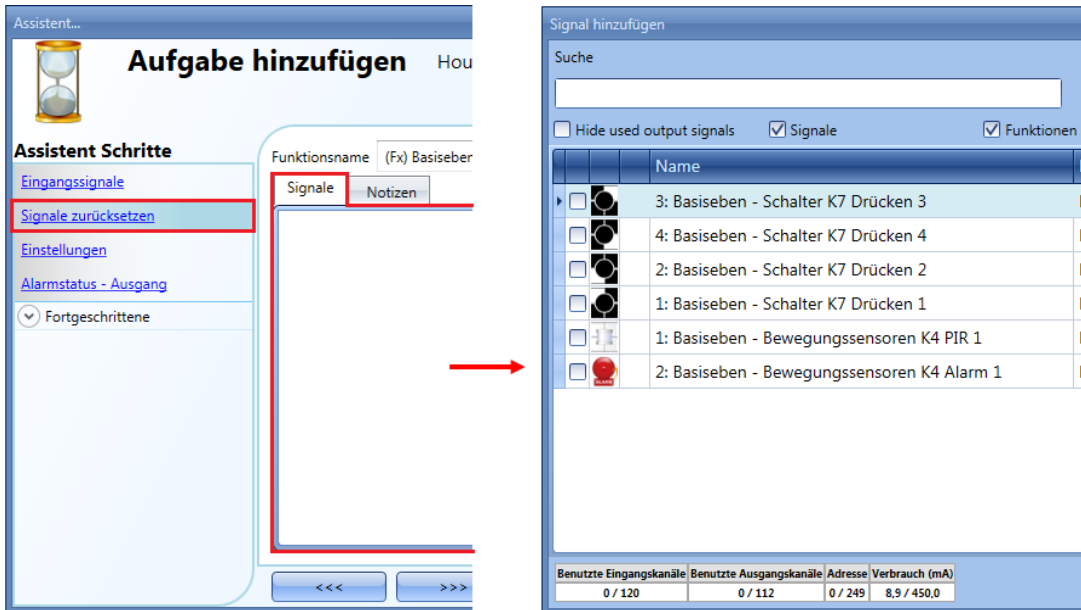 Assistent...
Aufgabe hinzufügen Hou
Assistent Schritte
Eingangssignale
Signale zurücksetzen
Einstellungen
Alarmstatus - Ausgang
Fortgeschrittene
Funktionsname (Fx) Basiseber
Signale Notizen
<<< >>>
Signal hinzufügen
Suche
Hide used output signals Signale Funktionen
Name
3: Basiseben - Schalter K7 Drücken 3
4: Basiseben - Schalter K7 Drücken 4
2: Basiseben - Schalter K7 Drücken 2
1: Basiseben - Schalter K7 Drücken 1
1: Basiseben - Bewegungssensoren K4 PIR 1
ALARM
2: Basiseben - Bewegungssensoren K4 Alarm 1
Benutzte Eingangskanäle Benutzte Ausgangskanäle Adresse Verbrauch (mA)
0 / 120 0 / 112 0 / 249 8,9 / 450,0